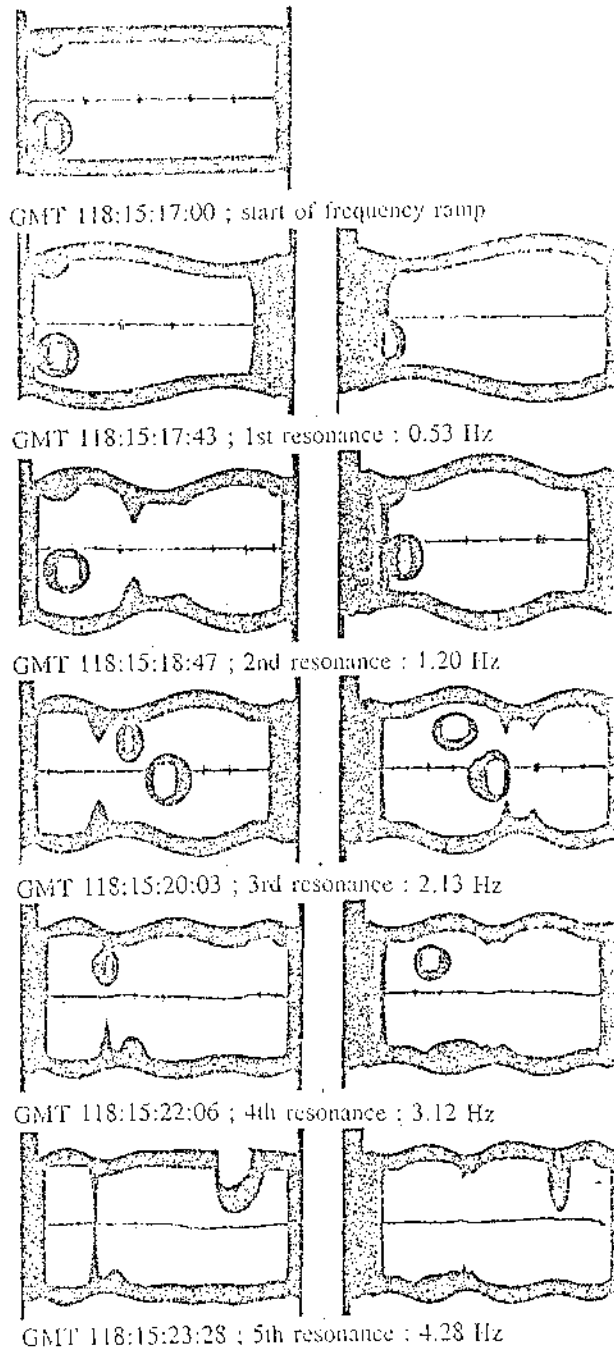 GMT 118:15:17:00 ; start of frequency ramp
GMT 118:15:17:43 ; 1st resonance : 0.53 Hz
GMT 118:15:18:47 ; 2nd resonance : 1.20 Hz
GMT 118:15:20:03 ; 3rd resonance : 2.13 Hz
GMT 118:15:22:06 ; 4th resonance : 3.12 Hz
GMT 118:15:23:28 ; 5th resonance : 4.28 Hz